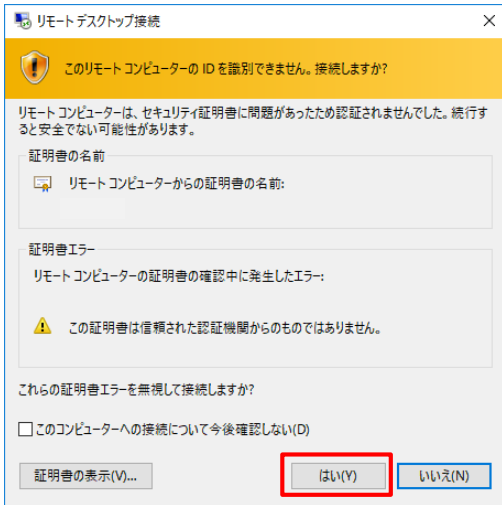 リモート デスクトップ接続
このリモート コンピューターの ID を識別できません。接続しますか?
リモート コンピューターは、セキュリティ証明書に問題があったため認証されませんでした。続行す
ると安全でない可能性があります。
証明書の名前
リモート コンピューターからの証明書の名前:
証明書エラー
リモート コンピューターの証明書の確認中に発生したエラー:
この証明書は信頼された認証機関からのものではありません。
これらの証明書エラーを無視して接続しますか?
このコンピューターへの接続について今後確認しない(D)
証明書の表示(V)... はい(Y) いいえ(N)